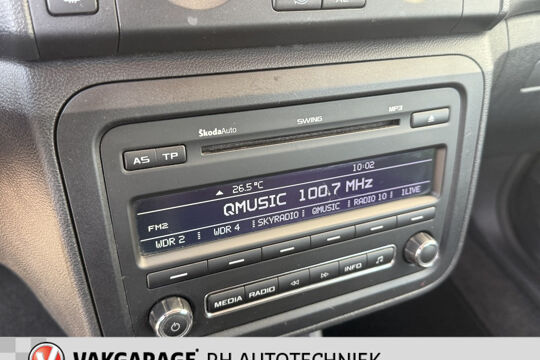 SWING
MP3
ŠkodaAuto
AS TP
26.5°C 10:02
FM2 QMUSIC 100.7 MHz
WDR 2 WDR 4 SKYRADIO QMUSIC RADIO 10 1LIVE
MEDIA RADIO INFO
VAKGARAGE® PH AUTOTECHNIEK